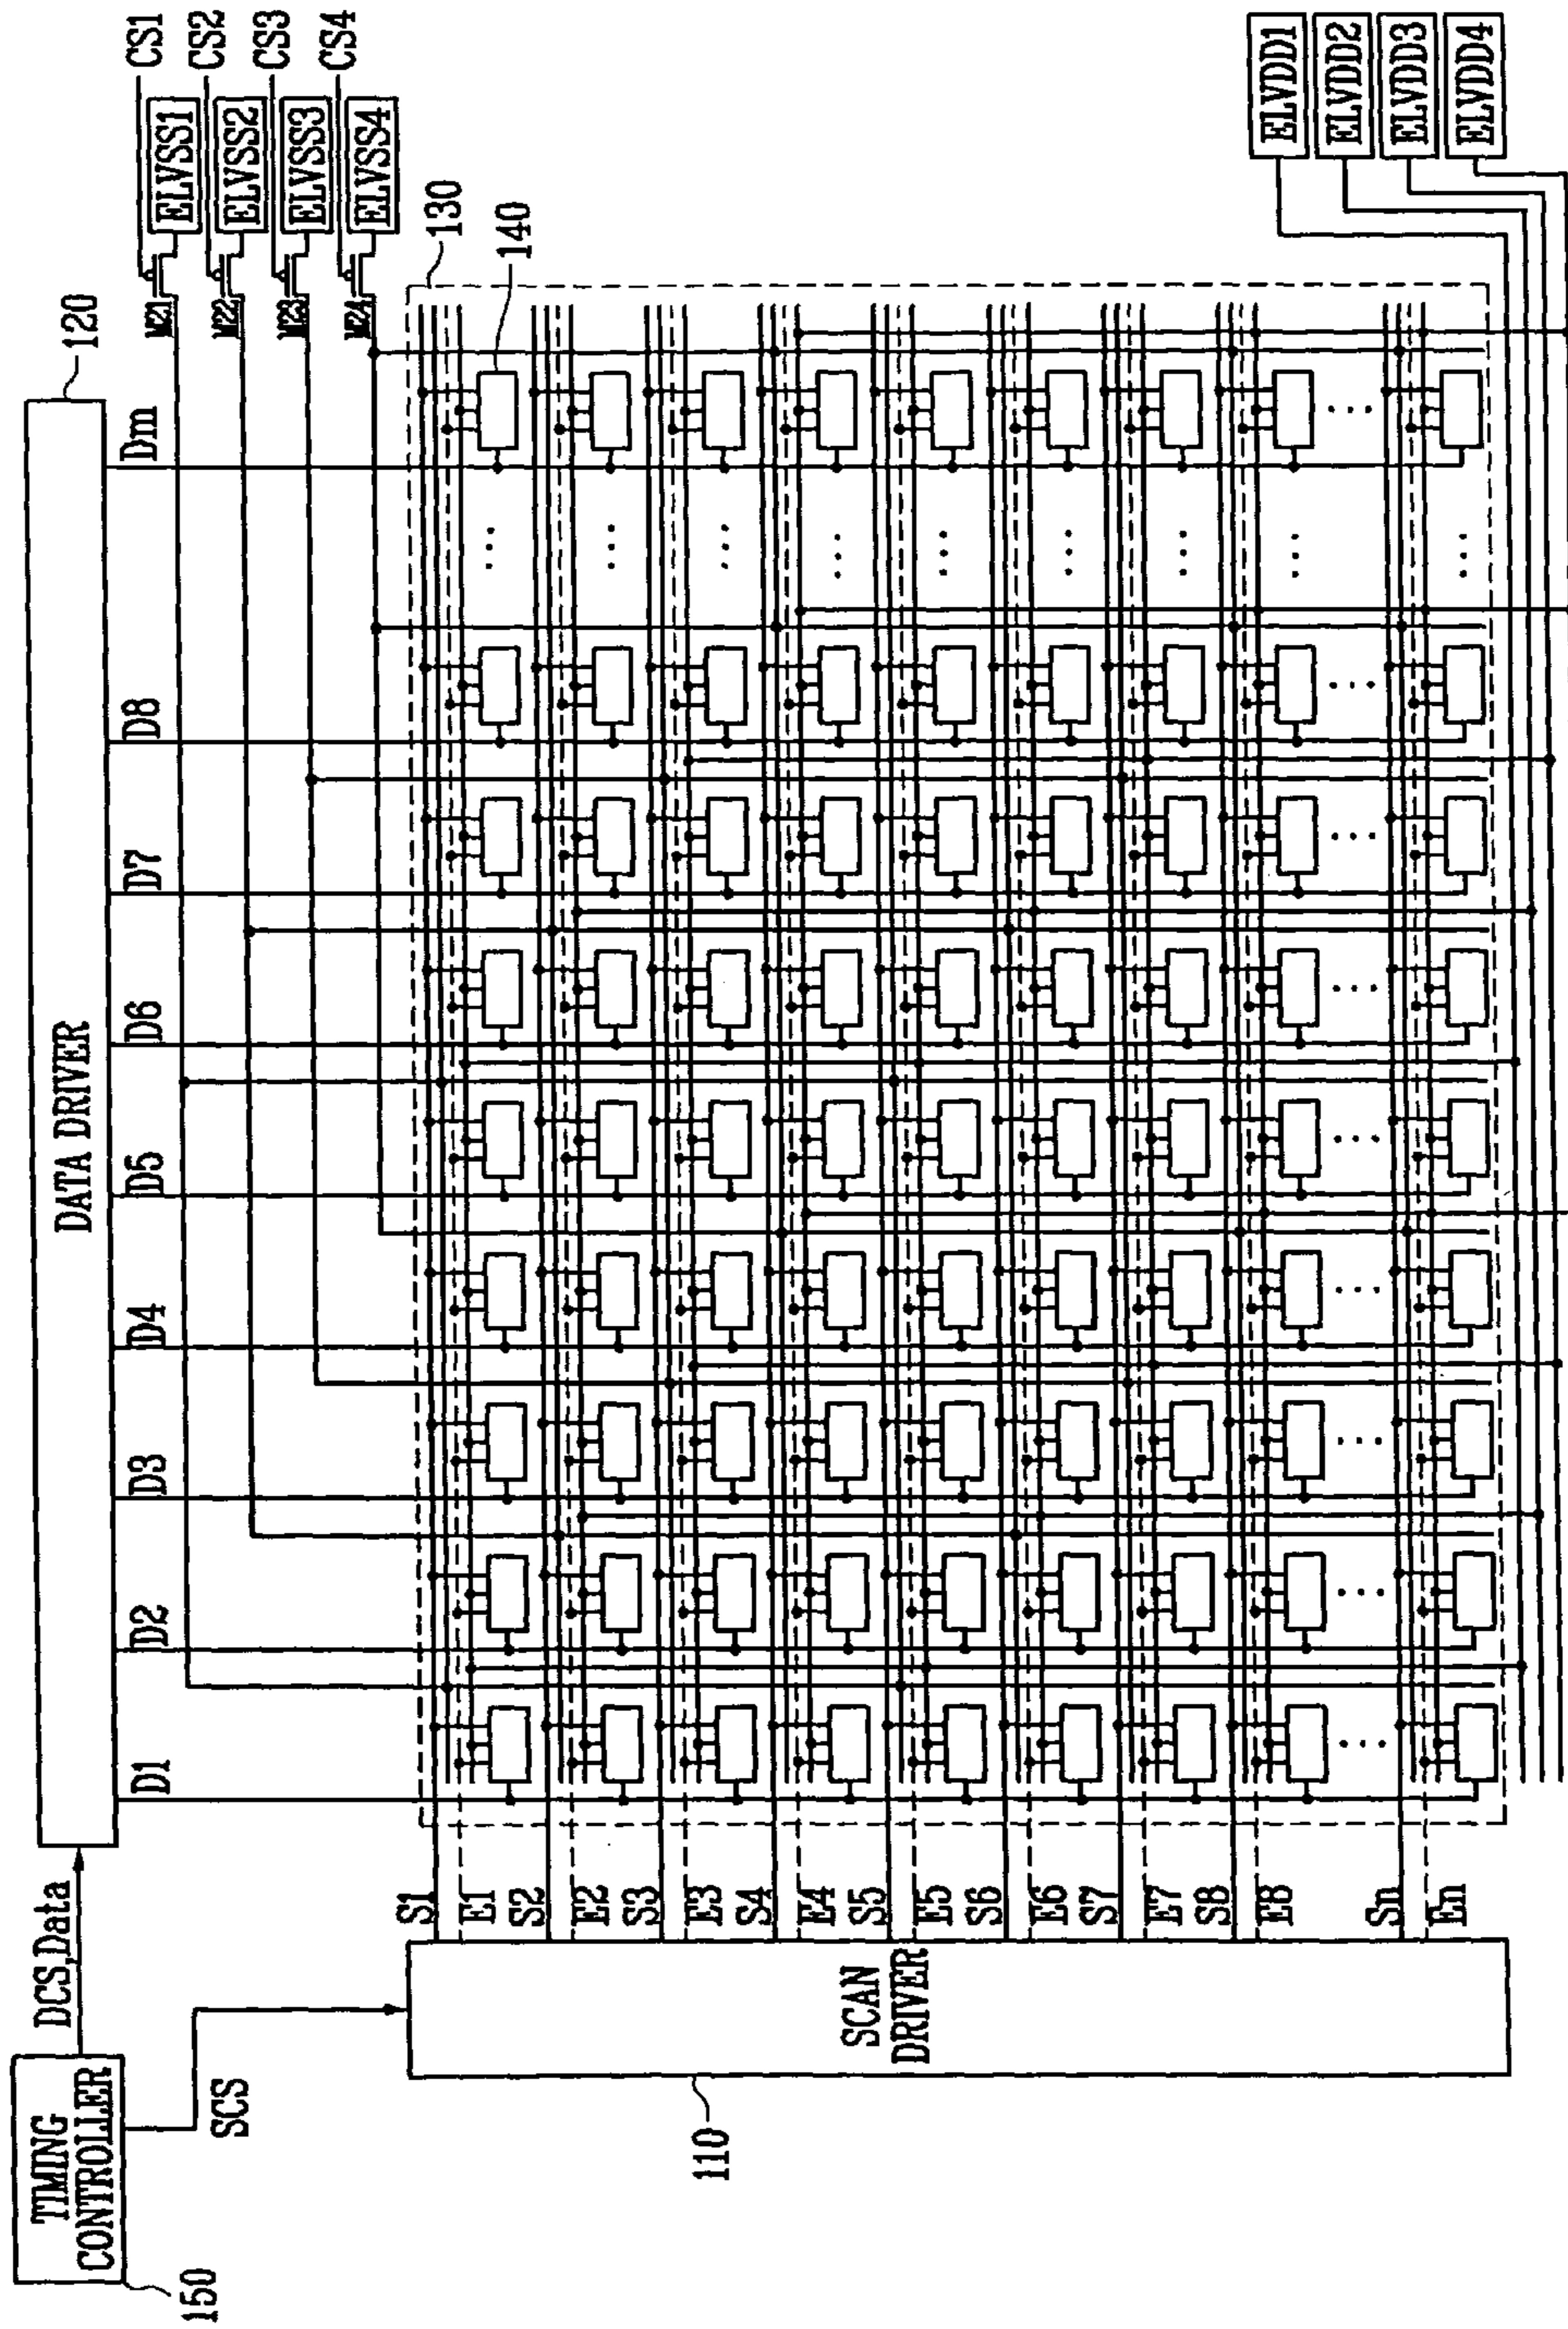 150
TIMING
CONTROLLER
DCS,Data
SCS
DATA DRIVER
120
D1
D2
D3
D4
D5
D6
D7
D8
Dm
CS1
CS2
CS3
CS4
M21
ELVSS1
M22
ELVSS2
M23
ELVSS3
M24
ELVSS4
130
140
110
SCAN
DRIVER
S1
E1
S2
E2
S3
E3
S4
E4
S5
E5
S6
E6
S7
E7
S8
E8
Sn
En
ELVDD1
ELVDD2
ELVDD3
ELVDD4